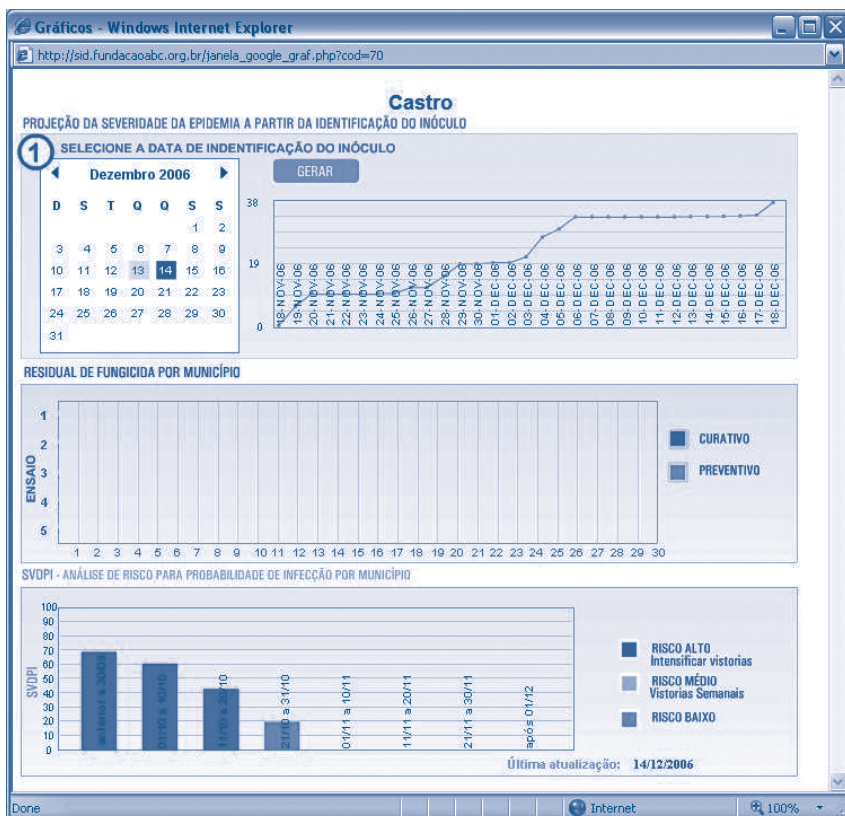 Gráficos - Windows Internet Explorer
http://sid.fundacaoabc.org.br/janela_google_graf.php?cod=70
Castro
PROJEÇÃO DA SEVERIDADE DA EPIDEMIA A PARTIR DA IDENTIFICAÇÃO DO INÓCULO
1 SELECIONE A DATA DE INDENTIFICAÇÃO DO INÓCULO
Dezembro 2006
D S T Q Q S S
1 2
3 4 5 6 7 8 9
10 11 12 13 14 15 16
17 18 19 20 21 22 23
24 25 26 27 28 29 30
31
GERAR
38
19
0
18-NOV-06
19-NOV-06
20-NOV-06
21-NOV-06
22-NOV-06
23-NOV-06
24-NOV-06
25-NOV-06
26-NOV-06
27-NOV-06
28-NOV-06
29-NOV-06
30-NOV-06
01-DEC-06
02-DEC-06
03-DEC-06
04-DEC-06
05-DEC-06
06-DEC-06
07-DEC-06
08-DEC-06
09-DEC-06
10-DEC-06
11-DEC-06
12-DEC-06
13-DEC-06
14-DEC-06
15-DEC-06
16-DEC-06
17-DEC-06
18-DEC-06
RESIDUAL DE FUNGICIDA POR MUNICÍPIO
ENSAIO
1
2
3
4
5
1 2 3 4 5 6 7 8 9 10 11 12 13 14 15 16 17 18 19 20 21 22 23 24 25 26 27 28 29 30
CURATIVO
PREVENTIVO
SVDPI - ANÁLISE DE RISCO PARA PROBABILIDADE DE INFECÇÃO POR MUNICÍPIO
SVDPI
100
90
80
70
60
50
40
30
20
10
0
anterior a 30/09
01/10 a 10/10
11/10 a 20/10
21/10 a 31/10
01/11 a 10/11
11/11 a 20/11
21/11 a 30/11
após 01/12
RISCO ALTO
Intensificar vistorias
RISCO MÉDIO
Vistorias Semanais
RISCO BAIXO
Última atualização: 14/12/2006
Done
Internet
100%